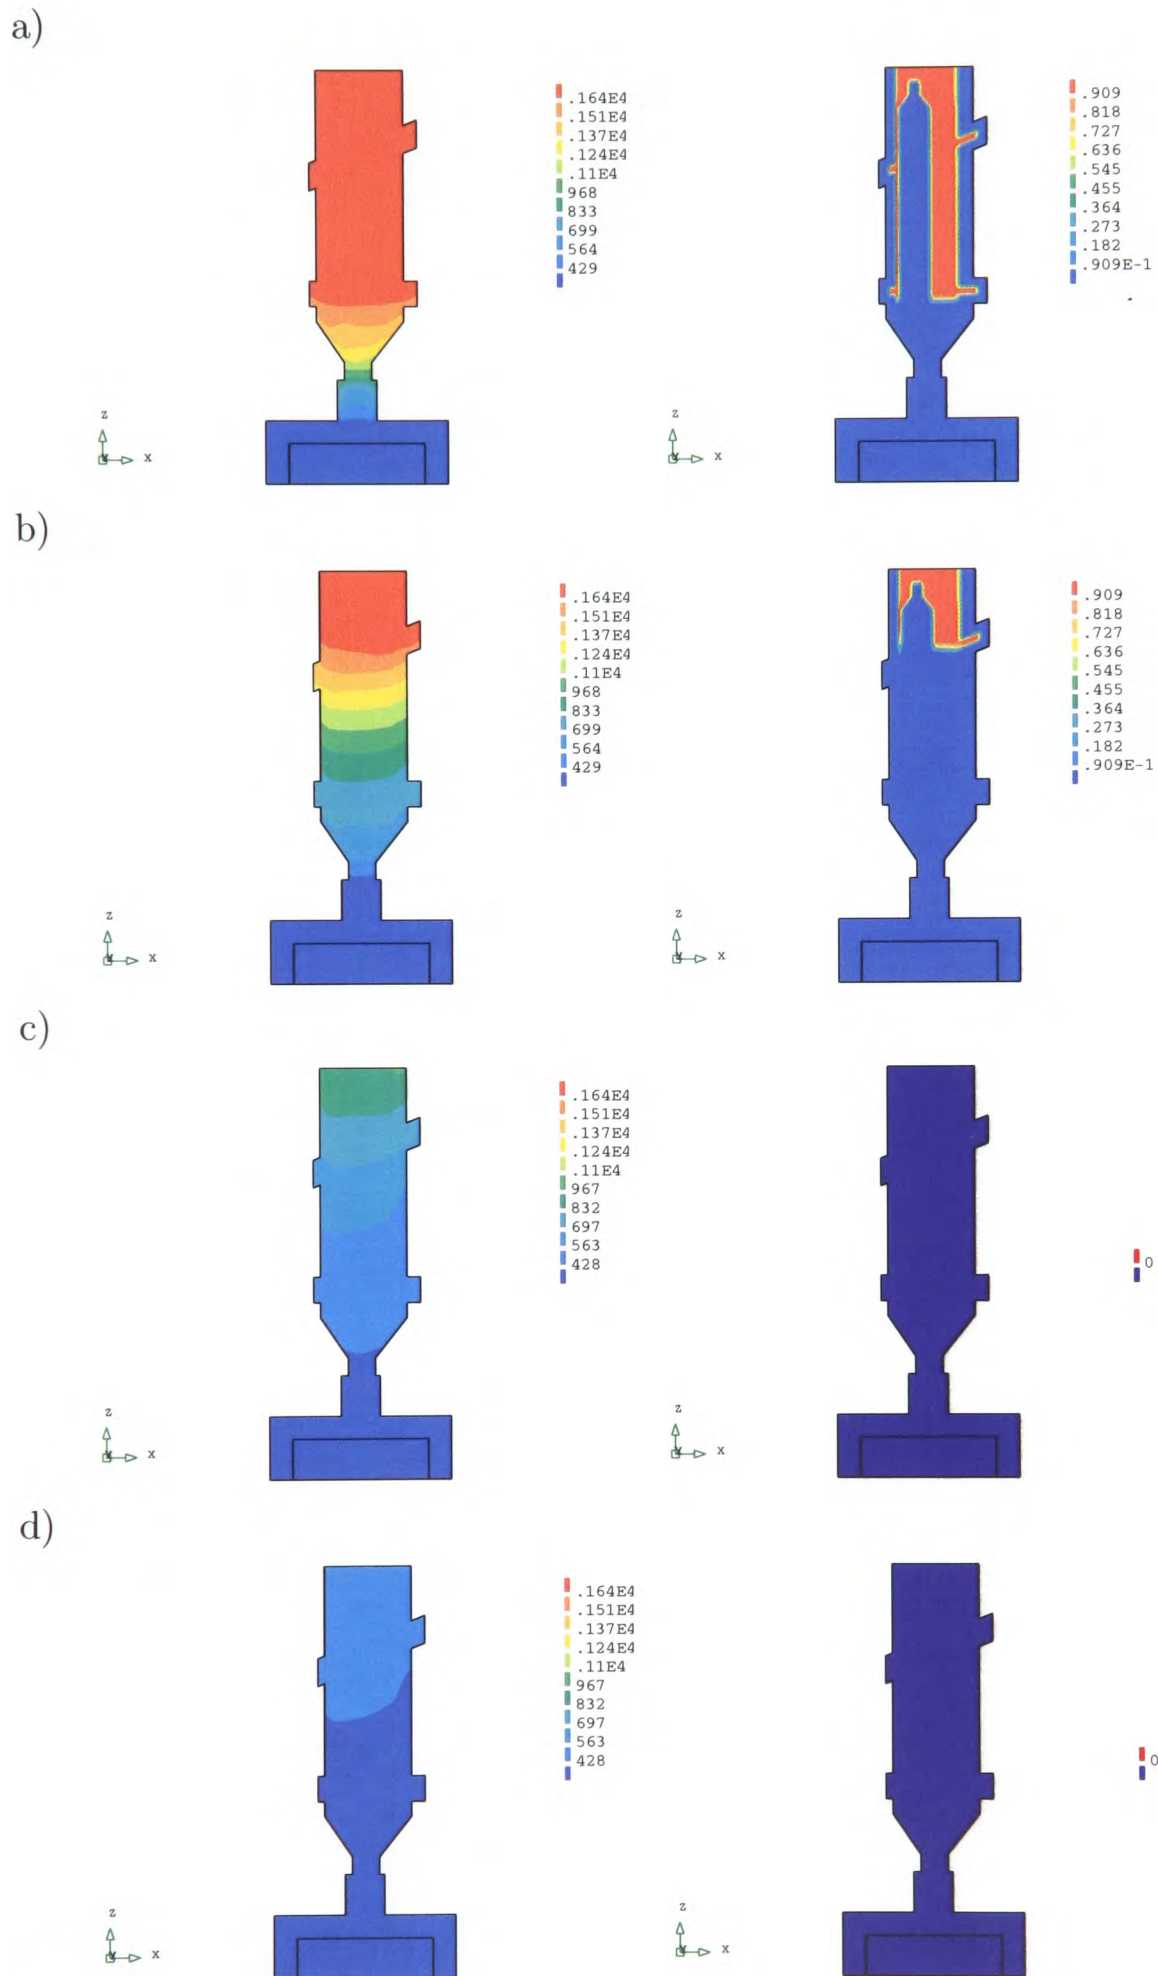 a)
.164E4
.151E4
.137E4
.124E4
.11E4
968
833
699
564
429
z
x
.909
.818
.727
.636
.545
.455
.364
.273
.182
.909E-1
z
x
b)
.164E4
.151E4
.137E4
.124E4
.11E4
968
833
699
564
429
z
x
.909
.818
.727
.636
.545
.455
.364
.273
.182
.909E-1
z
x
c)
.164E4
.151E4
.137E4
.124E4
.11E4
967
832
697
563
428
z
x
0
z
x
d)
.164E4
.151E4
.137E4
.124E4
.11E4
967
832
697
563
428
z
x
0
z
x